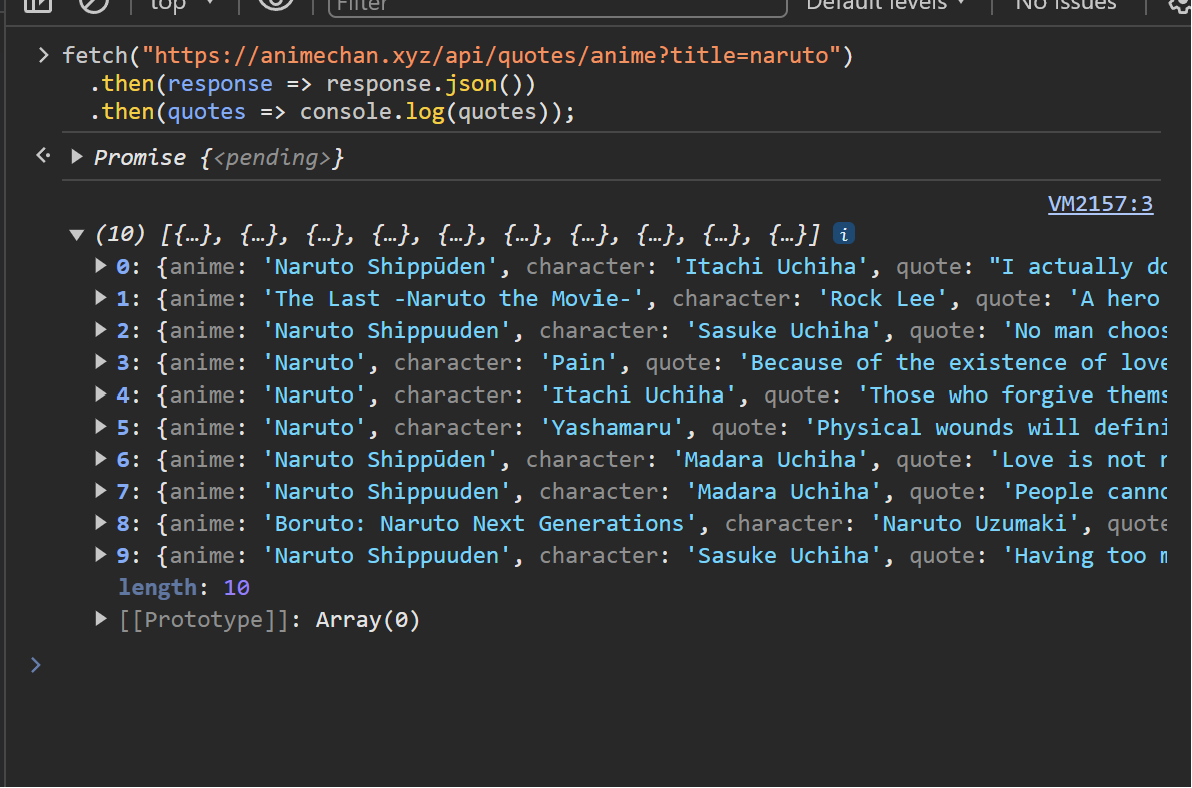 top Filter Default levels No Issues
fetch("https://animechan.xyz/api/quotes/anime?title=naruto")
.then(response => response.json())
.then(quotes => console.log(quotes));
Promise {<pending>}
VM2157:3
(10) [{…}, {…}, {…}, {…}, {…}, {…}, {…}, {…}, {…}, {…}] i
0: {anime: 'Naruto Shippūden', character: 'Itachi Uchiha', quote: "I actually
1: {anime: 'The Last -Naruto the Movie-', character: 'Rock Lee', quote: 'A hero
2: {anime: 'Naruto Shippuuden', character: 'Sasuke Uchiha', quote: 'No man
3: {anime: 'Naruto', character: 'Pain', quote: 'Because of the existence of love
4: {anime: 'Naruto', character: 'Itachi Uchiha', quote: 'Those who forgive
5: {anime: 'Naruto', character: 'Yashamaru', quote: 'Physical wounds will
6: {anime: 'Naruto Shippūden', character: 'Madara Uchiha', quote: 'Love is not
7: {anime: 'Naruto Shippuuden', character: 'Madara Uchiha', quote: 'People
8: {anime: 'Boruto: Naruto Next Generations', character: 'Naruto Uzumaki', quote
9: {anime: 'Naruto Shippuuden', character: 'Sasuke Uchiha', quote: 'Having too
length: 10
[[Prototype]]: Array(0)